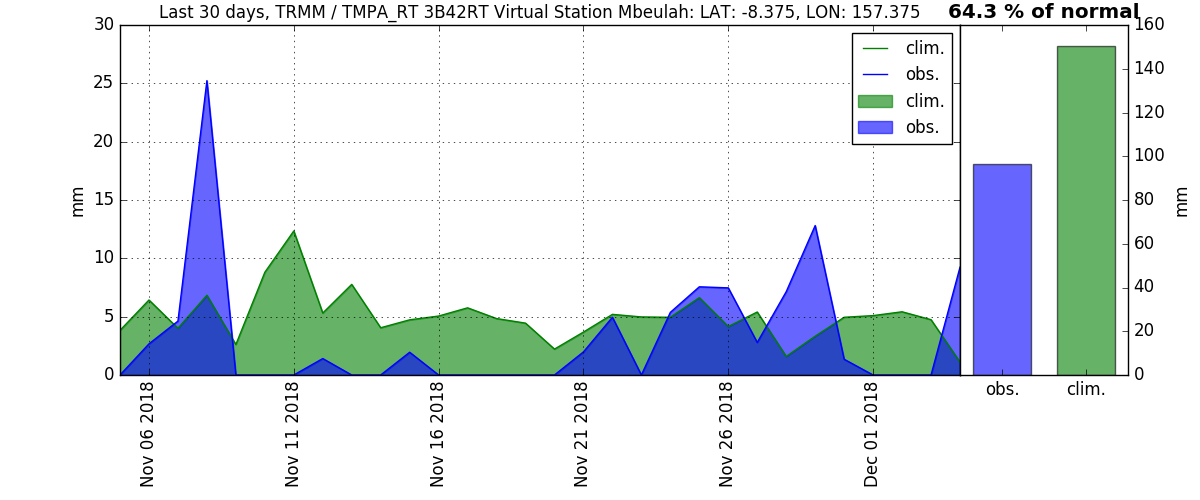 Last 30 days, TRMM / TMPA_RT 3B42RT Virtual Station Mbeulah: LAT: -8.375, LON: 157.375
64.3 % of normal
30
25
20
15
10
5
0
mm
clim.
obs.
clim.
obs.
Nov 06 2018
Nov 11 2018
Nov 16 2018
Nov 21 2018
Nov 26 2018
Dec 01 2018
160
140
120
100
80
60
40
20
0
mm
obs. clim.